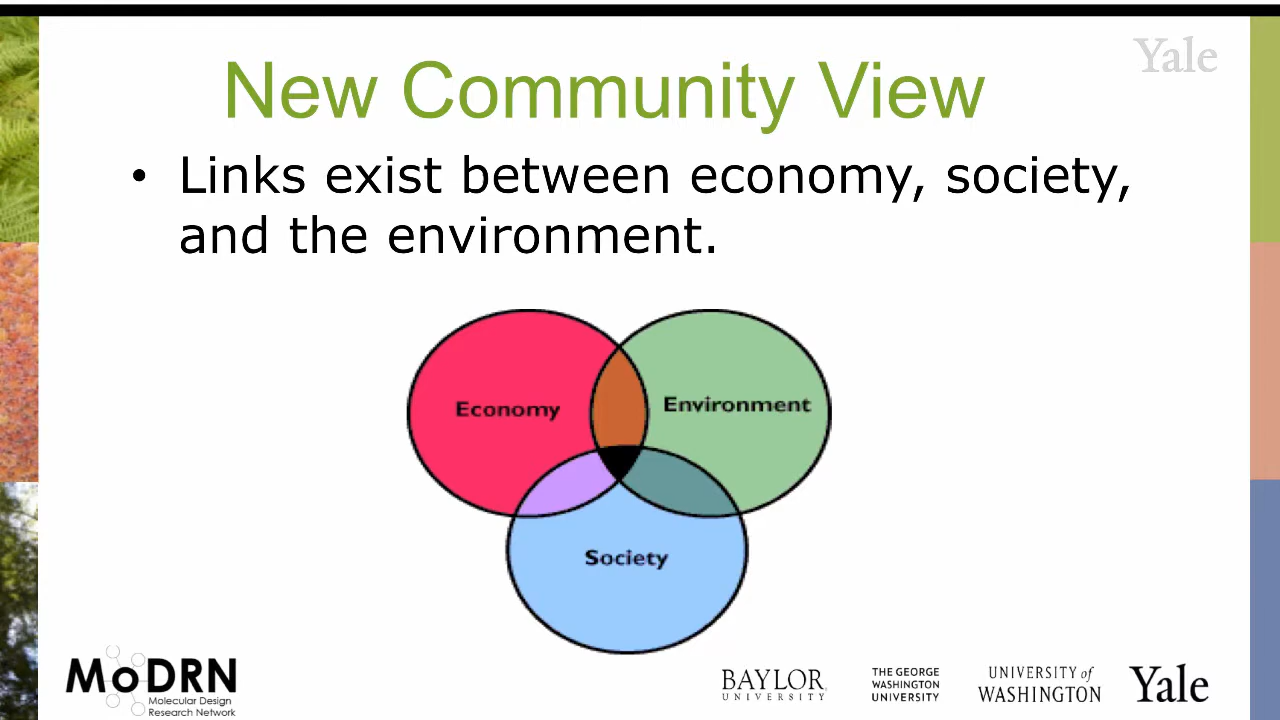 Yale
New Community View
• Links exist between economy, society,
and the environment.
Economy
Environment
Society
MoDRN
Molecular Design
Research Network
BAYLOR
UNIVERSITY
THE GEORGE
WASHINGTON
UNIVERSITY
UNIVERSITY of
WASHINGTON
Yale